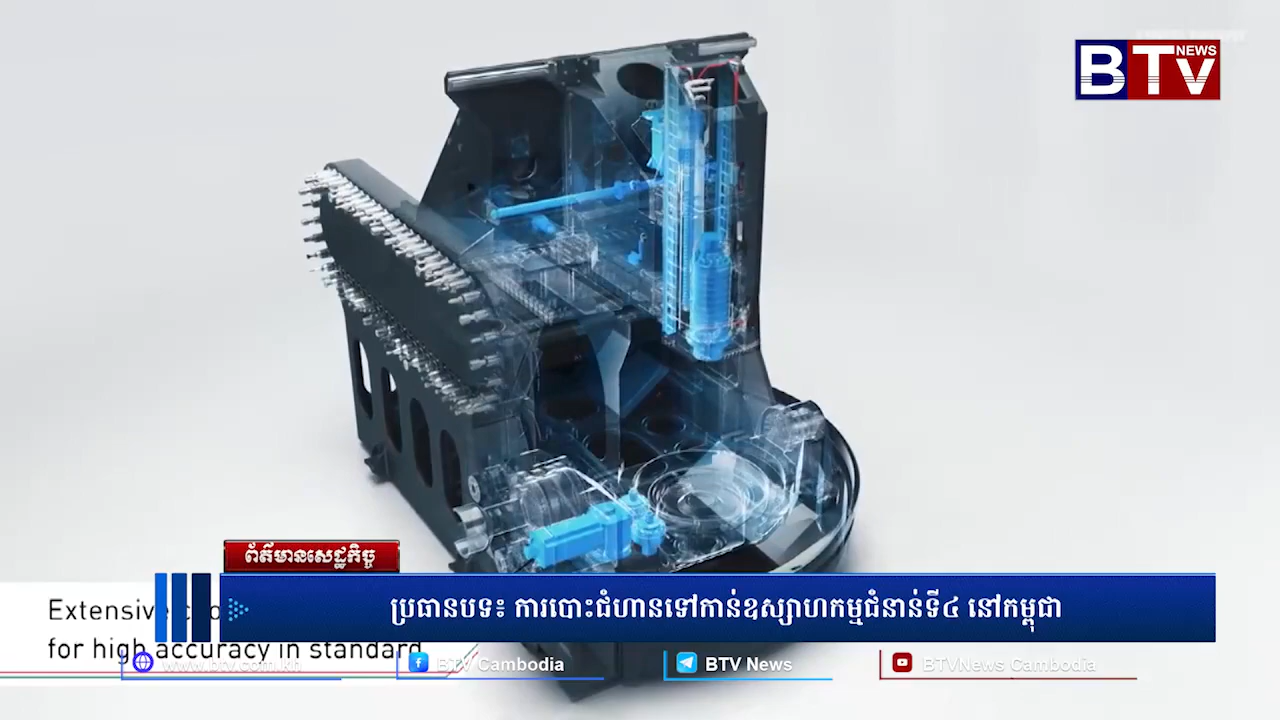 BTV NEWS
ព័ត៌មានសេដ្ឋកិច្ច
ប្រធានបទ៖ ការបោះជំហានទៅកាន់ឧស្សាហកម្មជំនាន់ទី៤ នៅកម្ពុជា
Extensive
for high accuracy in standard
www.btv.com.kh
BTV Cambodia
BTV News
BTVNews Cambodia